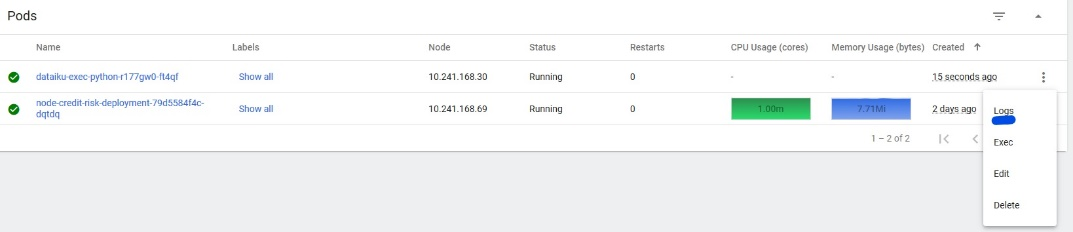 Pods
Name Labels Node Status Restarts CPU Usage (cores) Memory Usage (bytes) Created ↑
dataiku-exec-python-r177gw0-ft4qf Show all 10.241.168.30 Running 0 - - 15 seconds ago
node-credit-risk-deployment-79d5584f4c-
dqtdq Show all 10.241.168.69 Running 0 1.00m 7.71Mi 2 days ago
Logs
1 – 2 of 2
Exec
Edit
Delete